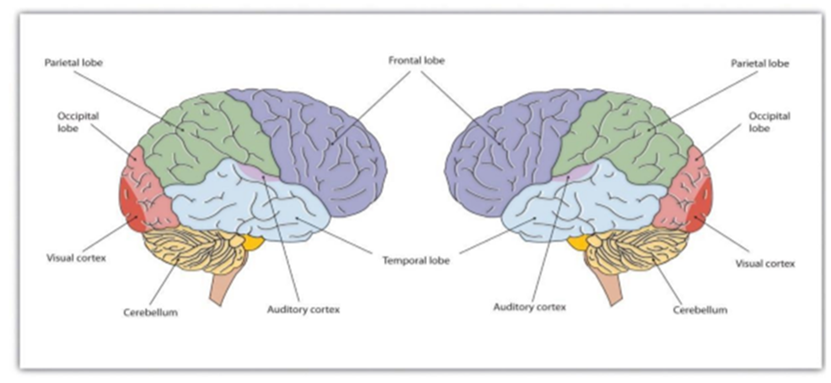 Parietal lobe
Frontal lobe
Parietal lobe
Occipital
lobe
Occipital
lobe
Visual cortex
Temporal lobe
Visual cortex
Cerebellum
Auditory cortex
Auditory cortex
Cerebellum